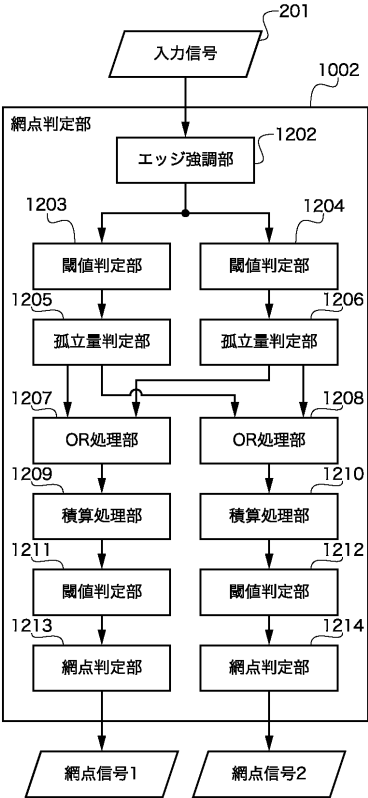 201
入力信号
1002
網点判定部
1202
エッジ強調部
1203
1204
閾値判定部
閾値判定部
1205
1206
孤立量判定部
孤立量判定部
1207
1208
OR処理部
OR処理部
1209
1210
積算処理部
積算処理部
1211
1212
閾値判定部
閾値判定部
1213
1214
網点判定部
網点判定部
網点信号1
網点信号2